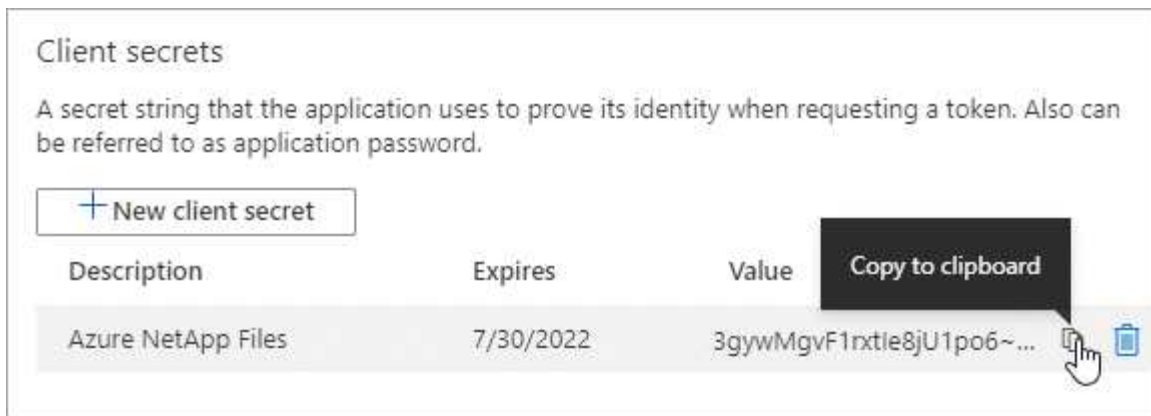 Client secrets
A secret string that the application uses to prove its identity when requesting a token. Also can
be referred to as application password.
+ New client secret
Copy to clipboard
Description Expires Value
Azure NetApp Files 7/30/2022 3gywMgvF1rxtIe8jU1po6~...